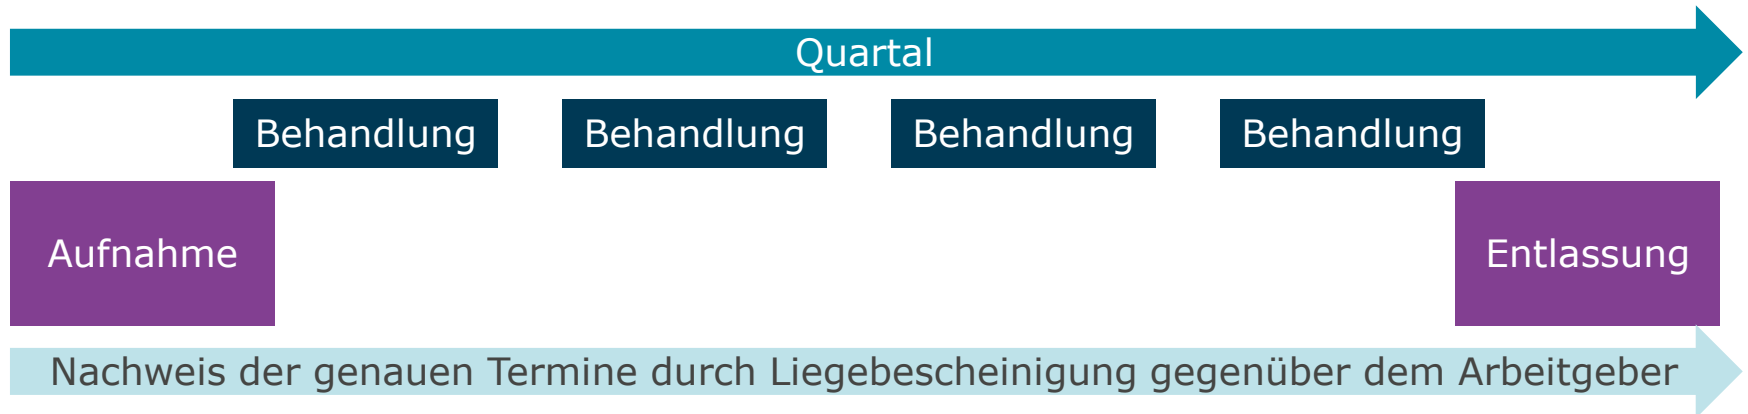 Quartal
Behandlung Behandlung Behandlung Behandlung
Aufnahme Entlassung
Nachweis der genauen Termine durch Liegebescheinigung gegenüber dem Arbeitgeber